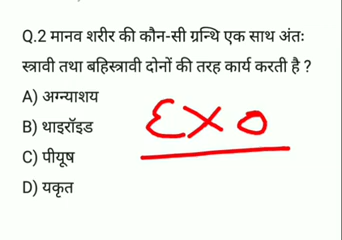 Q.2 मानव शरीर की कौन-सी ग्रन्थि एक साथ अंतः
स्त्रावी तथा बहिस्त्रावी दोनों की तरह कार्य करती है ?
A) अग्न्याशय
B) थाइरॉइड
C) पीयूष
D) यकृत
EXO